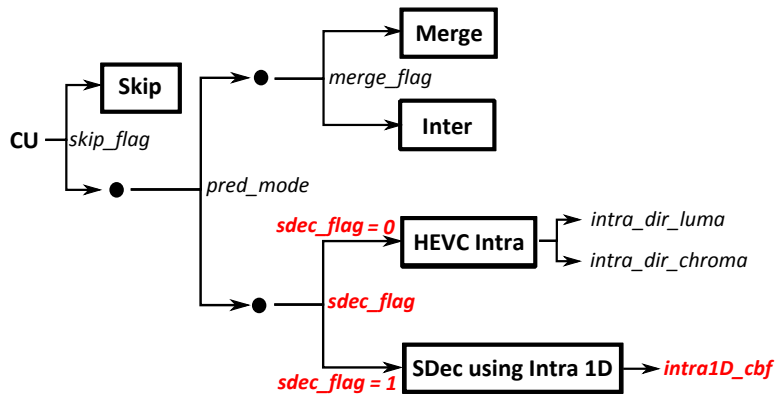 Merge
merge_flag
Skip
Inter
CU
skip_flag
pred_mode
sdec_flag = 0
HEVC Intra
intra_dir_luma
intra_dir_chroma
sdec_flag
SDec using Intra 1D
intra1D_cbf
sdec_flag = 1